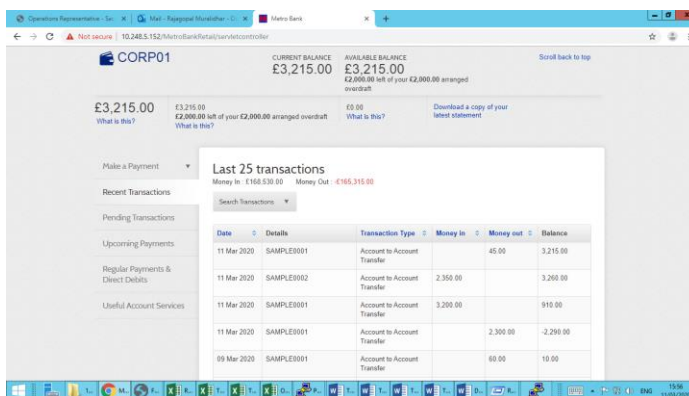 Operations Representative - Sa
Mail - Rajagopal Muralidhar - O
Metro Bank
Not secure
10.248.5.152/MetroBankRetail/servletcontroller
CORP01
CURRENT BALANCE
£3,215.00
AVAILABLE BALANCE
£3,215.00
£2,000.00 left of your £2,000.00 arranged
overdraft
Scroll back to top
£3,215.00
What is this?
£3,215.00
£2,000.00 left of your £2,000.00 arranged overdraft
What is this?
£0.00
What is this?
Download a copy of your
latest statement
Make a Payment
Recent Transactions
Pending Transactions
Upcoming Payments
Regular Payments &
Direct Debits
Useful Account Services
Last 25 transactions
Money In : £168,530.00 Money Out : -£165,315.00
Search Transactions
Date Details Transaction Type Money in Money out Balance
11 Mar 2020 SAMPLE0001 Account to Account Transfer 45.00 3,215.00
11 Mar 2020 SAMPLE0002 Account to Account Transfer 2,350.00 3,260.00
11 Mar 2020 SAMPLE0001 Account to Account Transfer 3,200.00 910.00
11 Mar 2020 SAMPLE0001 Account to Account Transfer 2,300.00 -2,290.00
09 Mar 2020 SAMPLE0001 Account to Account Transfer 60.00 10.00
ENG
15:56